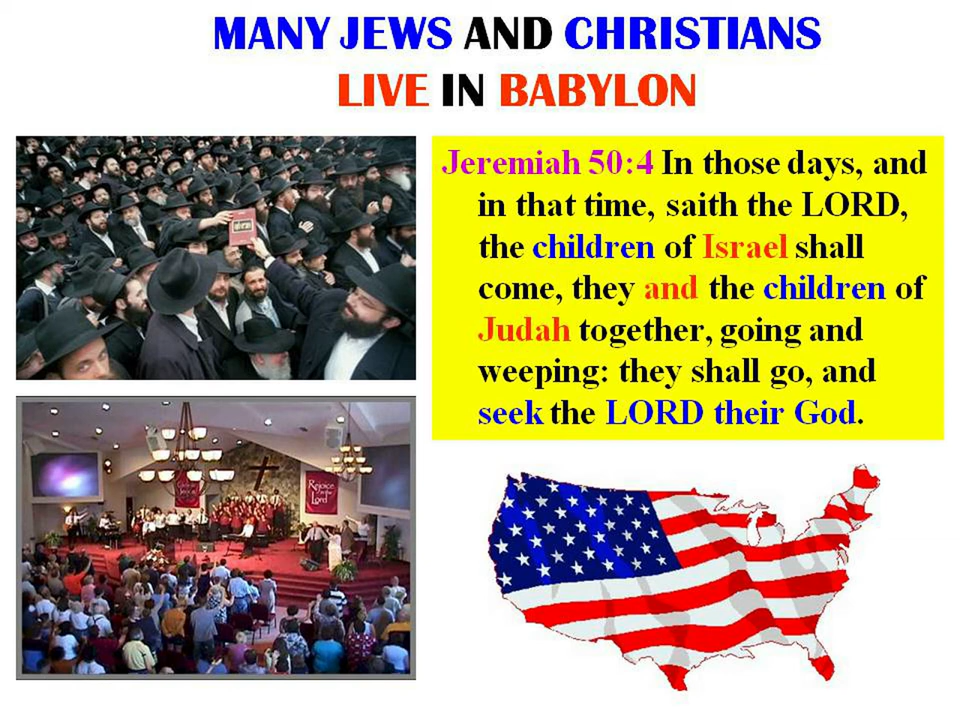 MANY JEWS AND CHRISTIANS
LIVE IN BABYLON
Jeremiah 50:4 In those days, and
in that time, saith the LORD,
the children of Israel shall
come, they and the children of
Judah together, going and
weeping: they shall go, and
seek the LORD their God.
Rejoice
in the
Lord